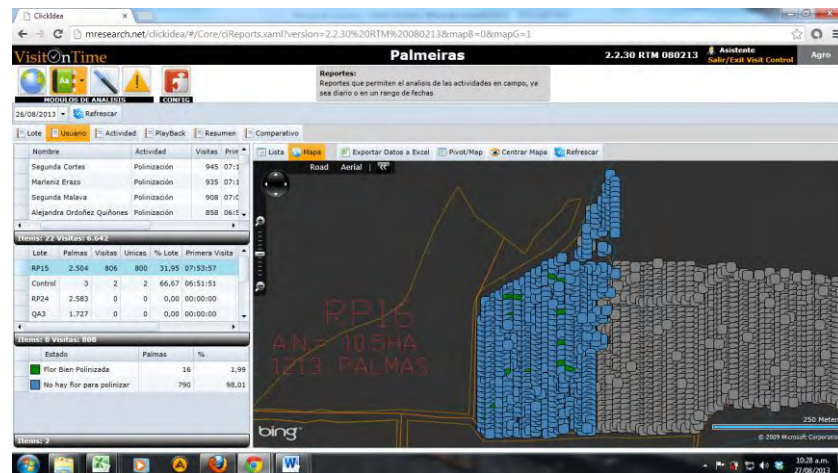 ClickIdea
mresearch.net/clickidea/#/Core/ciReports.xaml?version=2.2.30%20RTM%20080213&mapB=0&mapG=1
VisitOnTime
Palmeiras
2.2.30 RTM 080213
Asistente
Salir/Exit Visit Control
Agro
MODULOS DE ANALISIS
CONFIG
Reportes:
Reportes que permiten el analisis de las actividades en campo, ya
sea diario o en un rango de fechas
26/08/2013
Refrescar
Lote Usuario Actividad PlayBack Resumen Comparativo
Nombre Actividad Visitas
Segunda Cortes Polinización 945
Marleniz Erazo Polinización 935
Segunda Malava Polinización 908
Alejandra Ordoñez Quiñones Polinización 858
Items: 22 Visitas: 6.642
Lote Palmas Visitas Unicas % Lote Primera Visita
RP15 2.504 806 800 31,95 07:53:57
Control 3 2 2 66,67 06:51:51
RP24 2.583 0 0 0,00 00:00:00
QA3 1.727 0 0 0,00 00:00:00
Items: 8 Visitas: 808
Estado Palmas %
Flor Bien Polinizada 16 1,99
No hay flor para polinizar 790 98,01
Items: 2
Lista Mapa Exportar Datos a Excel Pivot/Map Centrar Mapa Refrescar
Road Aerial
RP16
A.N.= 10.5HA
1213 PALMAS
bing
250 Meter
© 2009 Microsoft Corporatio
10:28 a.m.
27/08/2013